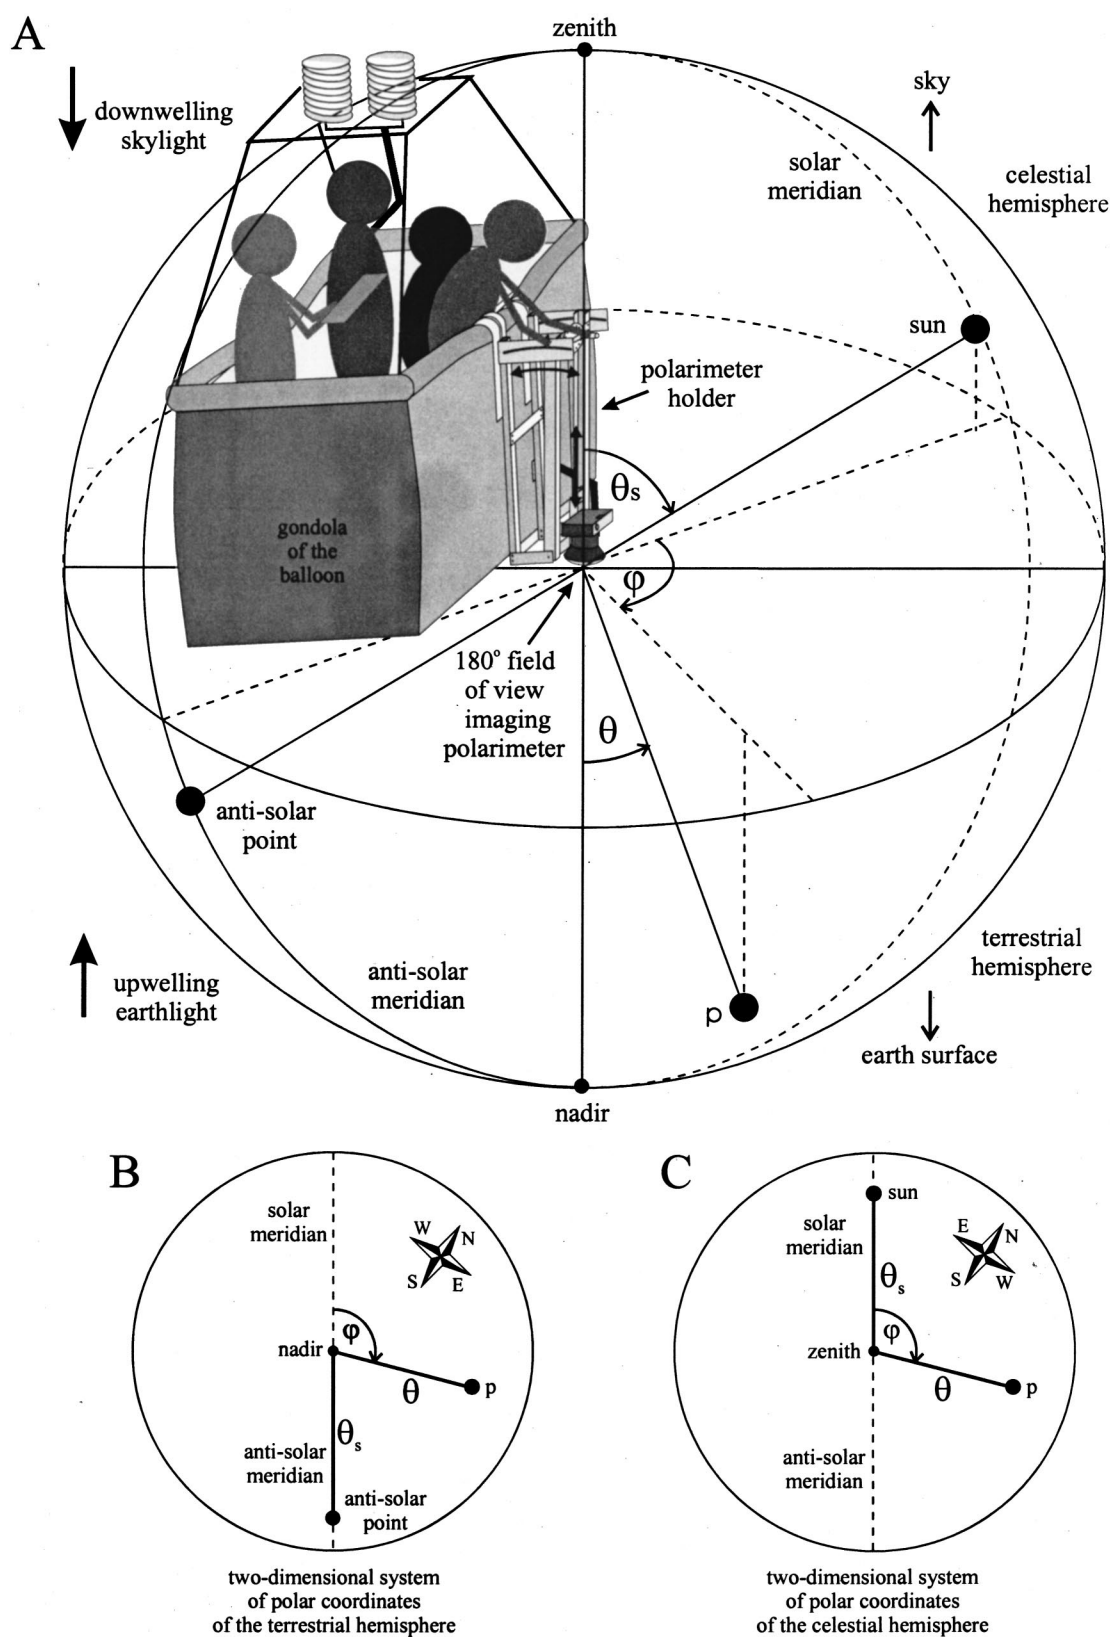 A
zenith
downwelling
skylight
sky
solar
meridian
celestial
hemisphere
sun
polarimeter
holder
θs
gondola
of the
balloon
φ
180° field
of view
imaging
polarimeter
θ
anti-solar
point
anti-solar
meridian
terrestrial
hemisphere
upwelling
earthlight
p
earth surface
nadir
B
solar
meridian
W
N
S
E
φ
nadir
θ
p
θs
anti-solar
meridian
anti-solar
point
two-dimensional system
of polar coordinates
of the terrestrial hemisphere
C
sun
solar
meridian
E
N
S
W
θs
φ
zenith
θ
p
anti-solar
meridian
two-dimensional system
of polar coordinates
of the celestial hemisphere